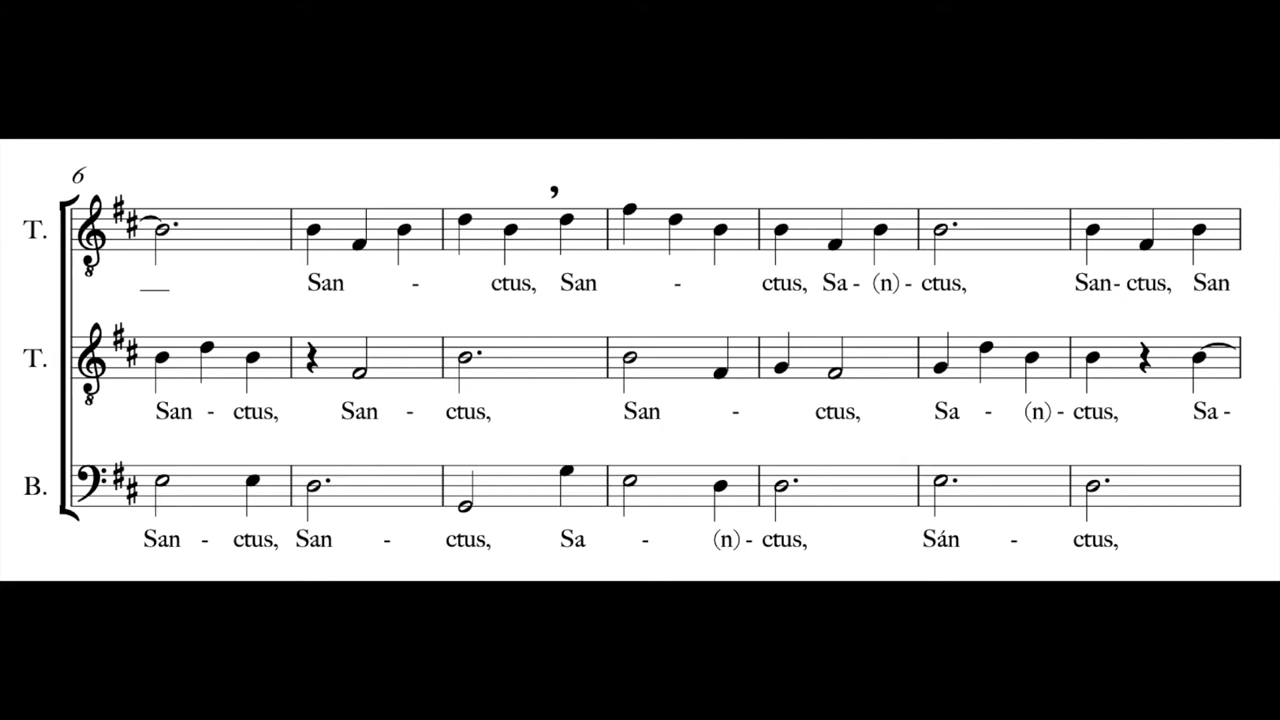 6
T.
San - ctus, San - ctus, Sa - (n) - ctus, San - ctus, San
T.
San - ctus, San - ctus, San - ctus, Sa - (n) - ctus, Sa -
B.
San - ctus, San - ctus, Sa - (n) - ctus, Sán - ctus,